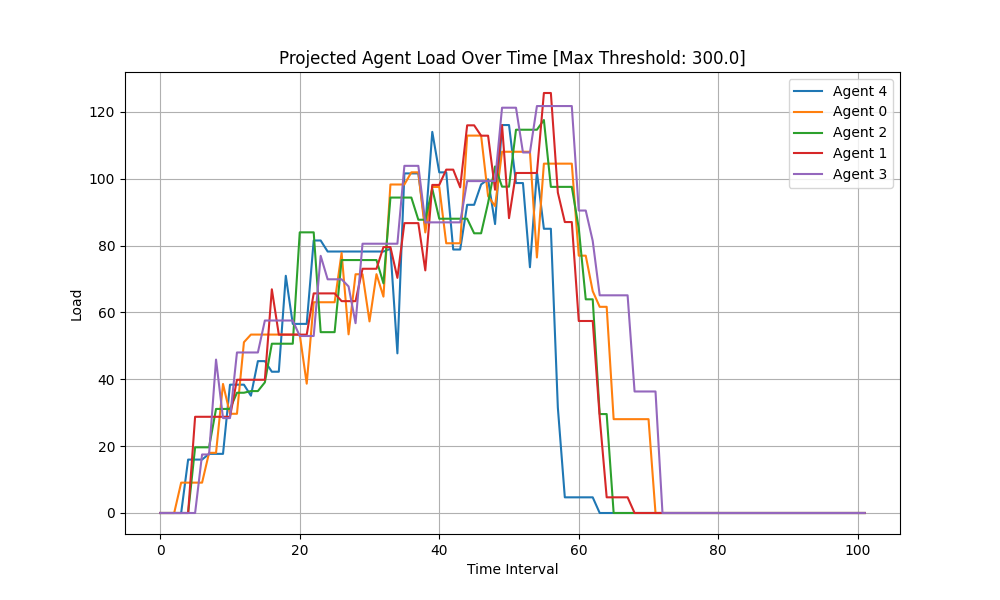 Projected Agent Load Over Time [Max Threshold: 300.0]
Load
120
100
80
60
40
20
0
Agent 4
Agent 0
Agent 2
Agent 1
Agent 3
0 20 40 60 80 100
Time Interval